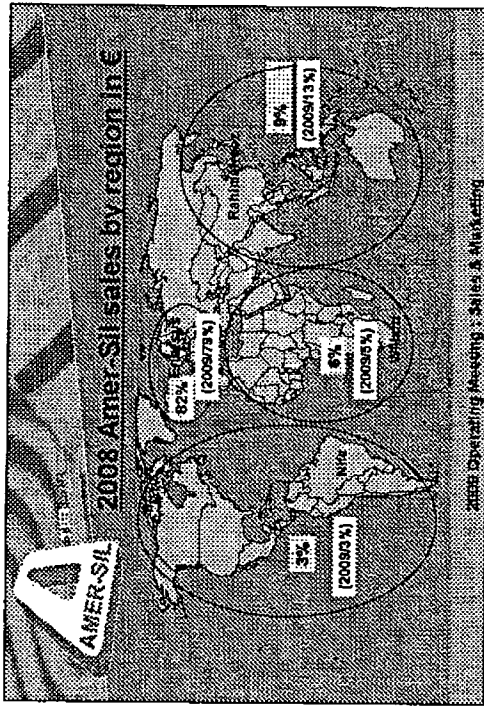 AMER-SIL
2008 Amer-Sil sales by region in €
82%
(2009/79%)
9%
(2009/13%)
3%
(2009/3%)
6%
(2009/5%)
2009 Operating Meeting : Sales & Marketing